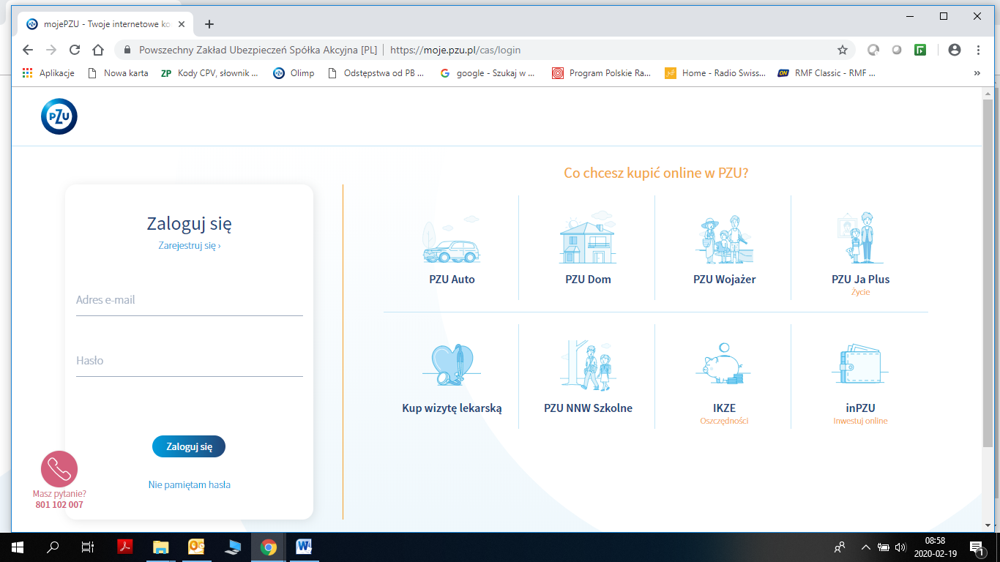 mojePZU - Twoje internetowe ko
Powszechny Zakład Ubezpieczeń Spółka Akcyjna [PL] | https://moje.pzu.pl/cas/login
Aplikacje Nowa karta ZP Kody CPV, słownik ... Olimp Odstępstwa od PB ... google - Szukaj w ... Program Polskie Ra... Home - Radio Swiss... ON RMF Classic - RMF ... »
PZU
Co chcesz kupić online w PZU?
Zaloguj się
Zarejestruj się ›
Adres e-mail
Hasło
Zaloguj się
Nie pamiętam hasła
Masz pytanie?
801 102 007
PZU Auto
PZU Dom
PZU Wojażer
PZU Ja Plus
Życie
Kup wizytę lekarską
PZU NNW Szkolne
IKZE
Oszczędności
inPZU
Inwestuj online
08:58
2020-02-19
1